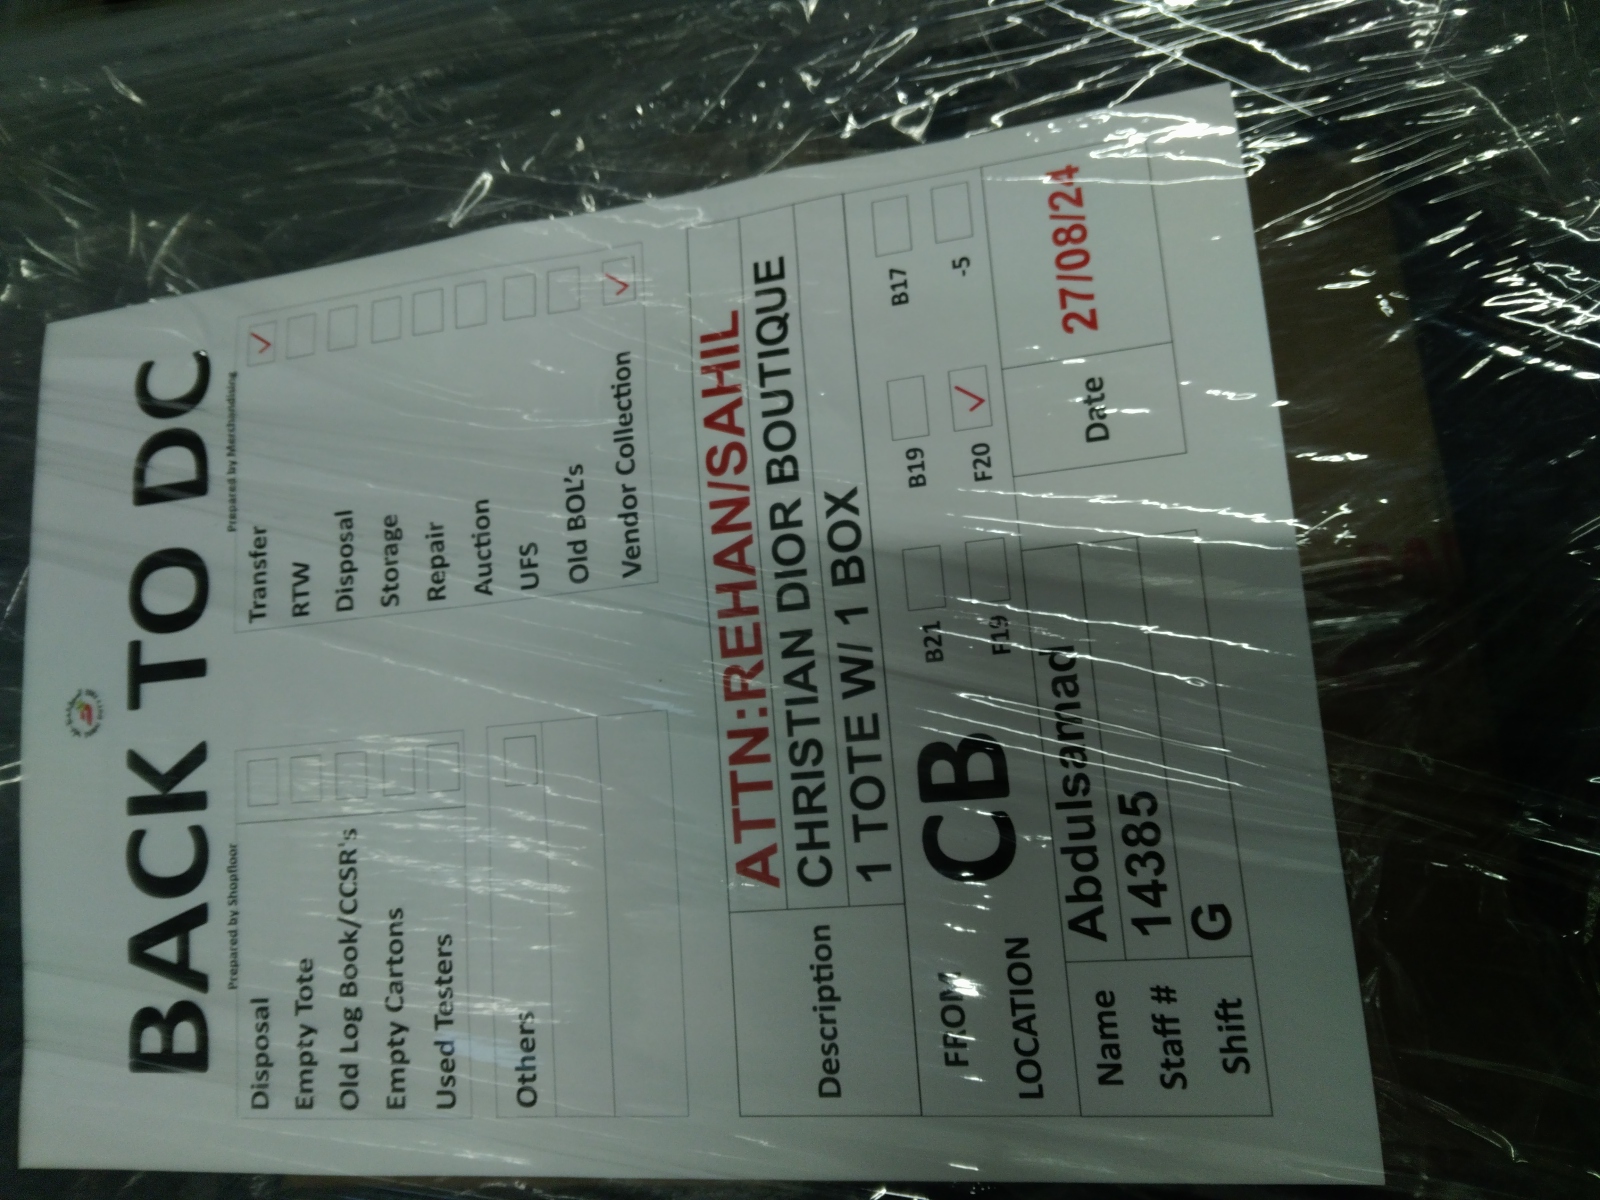 BACK TO DC
Prepared by Shopfloor
Disposal
Empty Tote
Old Log Book/CCSR's
Empty Cartons
Used Testers
Others
Prepared by Merchandising
Transfer ✓
RTW
Disposal
Storage
Repair
Auction
UFS
Old BOL's
Vendor Collection ✓
Description
ATTN:REHAN/SAHIL
CHRISTIAN DIOR BOUTIQUE
1 TOTE W/ 1 BOX
FROM LOCATION
CB
B21 B19 B17
F19 F20 ✓ -5
Name Abdulsamad
Staff # 14385
Shift G
Date 27/08/24